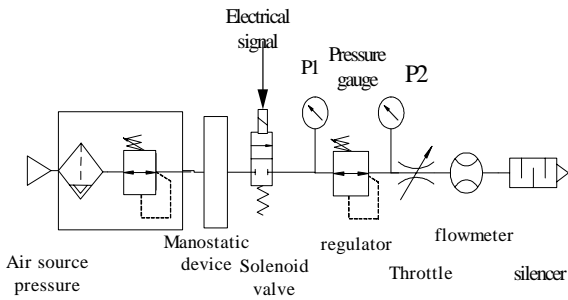 Electrical
signal
P1
Pressure
gauge
P2
Manostatic
device
Solenoid
valve
regulator
flowmeter
Air source
pressure
Throttle
silencer